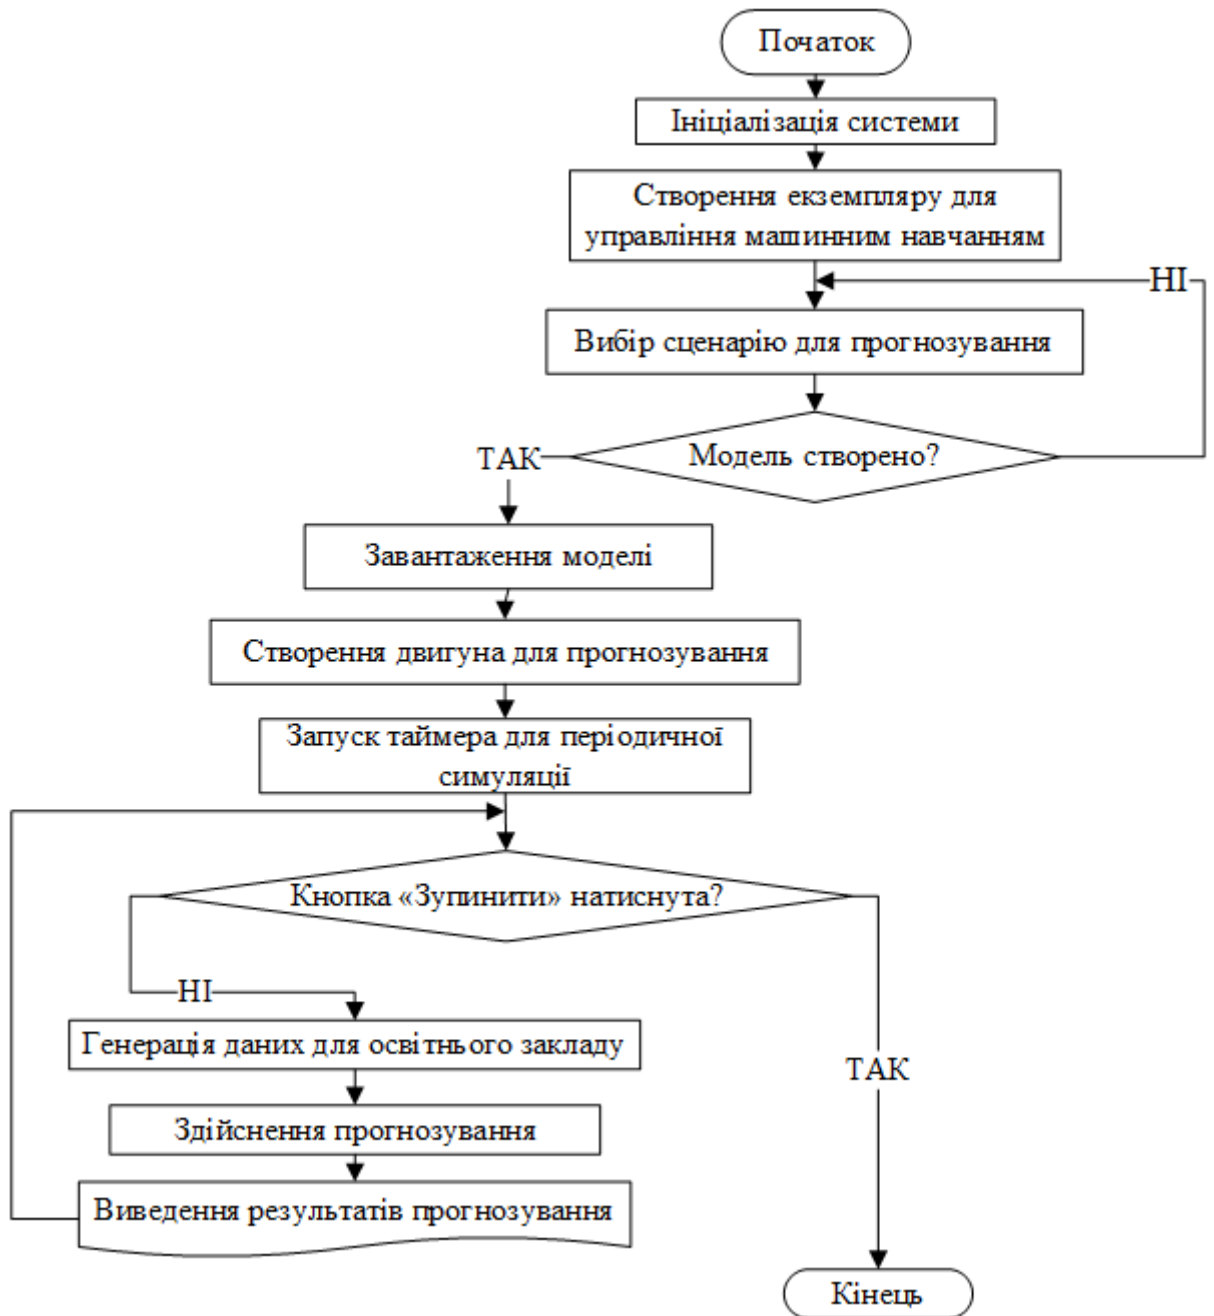 Початок
Ініціалізація системи
Створення екземпляру для
управління машинним навчанням
НІ
Вибір сценарію для прогнозування
Модель створено?
ТАК
Завантаження моделі
Створення двигуна для прогнозування
Запуск таймера для періодичної
симуляції
Кнопка «Зупинити» натиснута?
НІ
Генерація даних для освітнього закладу
ТАК
Здійснення прогнозування
Виведення результатів прогнозування
Кінець